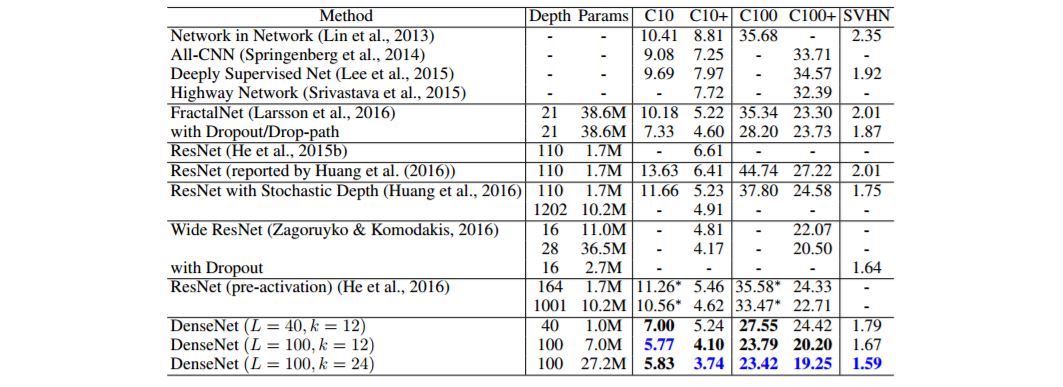 Method Depth Params C10 C10+ C100 C100+ SVHN
Network in Network (Lin et al., 2013) - - 10.41 8.81 35.68 - 2.35
All-CNN (Springenberg et al., 2014) - - 9.08 7.25 - 33.71 -
Deeply Supervised Net (Lee et al., 2015) - - 9.69 7.97 - 34.57 1.92
Highway Network (Srivastava et al., 2015) - - - 7.72 - 32.39 -
FractalNet (Larsson et al., 2016) 21 38.6M 10.18 5.22 35.34 23.30 2.01
with Dropout/Drop-path 21 38.6M 7.33 4.60 28.20 23.73 1.87
ResNet (He et al., 2015b) 110 1.7M - 6.61 - - -
ResNet (reported by Huang et al. (2016)) 110 1.7M 13.63 6.41 44.74 27.22 2.01
ResNet with Stochastic Depth (Huang et al., 2016) 110 1.7M 11.66 5.23 37.80 24.58 1.75
1202 10.2M - 4.91 - - -
Wide ResNet (Zagoruyko & Komodakis, 2016) 16 11.0M - 4.81 - 22.07 -
28 36.5M - 4.17 - 20.50 -
with Dropout 16 2.7M - - - - 1.64
ResNet (pre-activation) (He et al., 2016) 164 1.7M 11.26* 5.46 35.58* 24.33 -
1001 10.2M 10.56* 4.62 33.47* 22.71 -
DenseNet (L = 40, k = 12) 40 1.0M 7.00 5.24 27.55 24.42 1.79
DenseNet (L = 100, k = 12) 100 7.0M 5.77 4.10 23.79 20.20 1.67
DenseNet (L = 100, k = 24) 100 27.2M 5.83 3.74 23.42 19.25 1.59